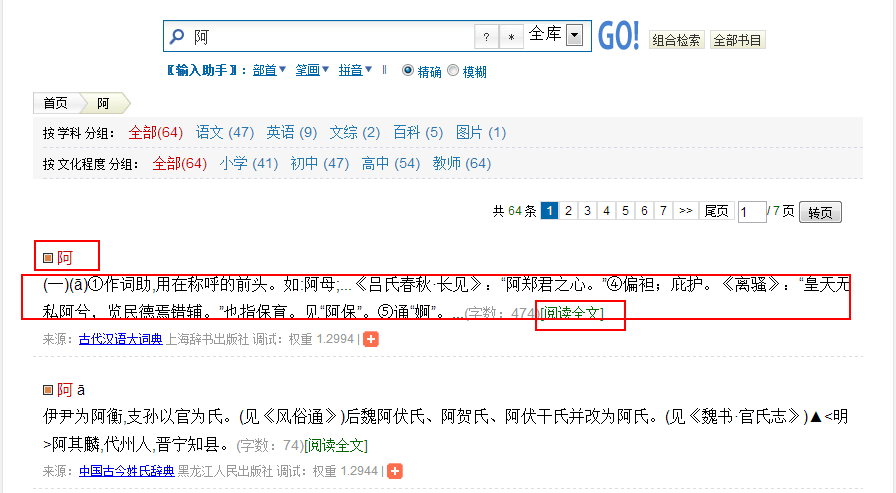 阿 ? * 全库 GO! 组合检索 全部书目
〖输入助手〗: 部首 笔画 拼音 精确 模糊
首页 阿
按 学科 分组: 全部(64) 语文 (47) 英语 (9) 文综 (2) 百科 (5) 图片 (1)
按 文化程度 分组: 全部(64) 小学 (41) 初中 (47) 高中 (54) 教师 (64)
共 64 条 1 2 3 4 5 6 7 >> 尾页 1 / 7 页 转页
阿
(一)(ā)①作词助,用在称呼的前头。如:阿母;...《吕氏春秋·长见》:“阿郑君之心。”④偏袒;庇护。《离骚》:“皇天无
私阿兮,览民德焉错辅。”也指保育。见“阿保”。⑤通“婀”。...(字数: 474)[阅读全文]
来源: 古代汉语大词典 上海辞书出版社 调试: 权重 1.2994 |
阿 ā
伊尹为阿衡,支孙以官为氏。(见《风俗通》)后魏阿伏氏、阿贺氏、阿伏干氏并改为阿氏。(见《魏书·官氏志》)▲<明
>阿其麟,代州人,晋宁知县。(字数: 74)[阅读全文]
来源: 中国古今姓氏辞典 黑龙江人民出版社 调试: 权重 1.2944 |